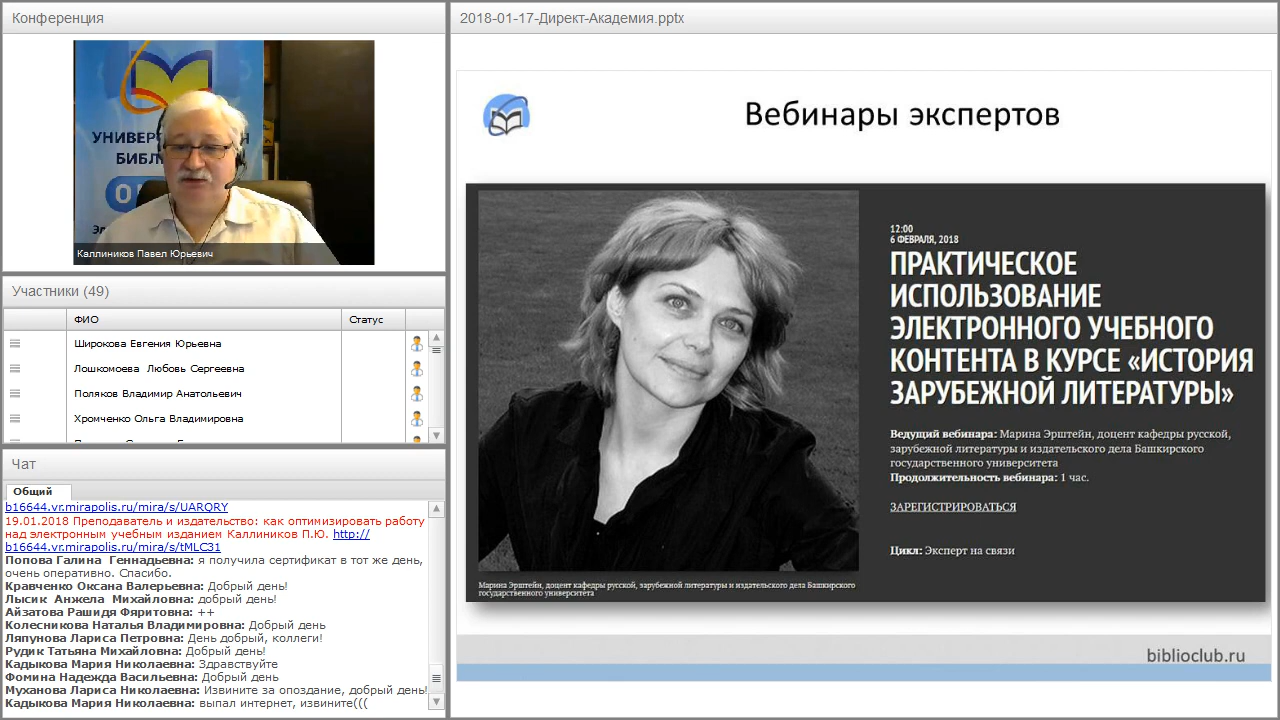 Конференция
УНИВЕР
БИБЛ
Каллиников Павел Юрьевич
Участники (49)
ФИО
Статус
Широкова Евгения Юрьевна
Лошкомоева Любовь Сергеевна
Поляков Владимир Анатольевич
Хромченко Ольга Владимировна
Чат
Общий
b16644.vr.mirapolis.ru/mira/s/UARQRY
19.01.2018 Преподаватель и издательство: как оптимизировать работу
над электронным учебным изданием Каллиников П.Ю. http://
b16644.vr.mirapolis.ru/mira/s/tMLC31
Попова Галина Геннадьевна: я получила сертификат в тот же день,
очень оперативно. Спасибо.
Кравченко Оксана Валерьевна: Добрый день!
Лысик Анжела Михайловна: добрый день!
Айзатова Рашидя Фяритовна: ++
Колесникова Наталья Владимировна: Добрый день
Ляпунова Лариса Петровна: День добрый, коллеги!
Рудик Татьяна Михайловна: Добрый день!
Кадыкова Мария Николаевна: Здравствуйте
Фомина Надежда Васильевна: Добрый день
Муханова Лариса Николаевна: Извините за опоздание, добрый день!
Кадыкова Мария Николаевна: выпал интернет, извините(((
2018-01-17-Директ-Академия.pptx
Вебинары экспертов
12:00
6 ФЕВРАЛЯ, 2018
ПРАКТИЧЕСКОЕ
ИСПОЛЬЗОВАНИЕ
ЭЛЕКТРОННОГО УЧЕБНОГО
КОНТЕНТА В КУРСЕ «ИСТОРИЯ
ЗАРУБЕЖНОЙ ЛИТЕРАТУРЫ»
Ведущий вебинара: Марина Эрштейн, доцент кафедры русской,
зарубежной литературы и издательского дела Башкирского
государственного университета
Продолжительность вебинара: 1 час.
ЗАРЕГИСТРИРОВАТЬСЯ
Цикл: Эксперт на связи
Марина Эрштейн, доцент кафедры русской, зарубежной литературы и издательского дела Башкирского
государственного университета
biblioclub.ru